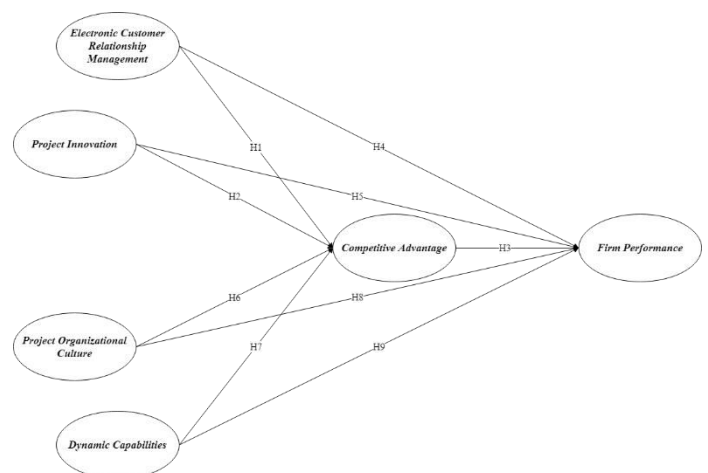 Electronic Customer
Relationship
Management
Project Innovation
H1
H4
H2
H5
Competitive Advantage
H3
Firm Performance
H6
H8
Project Organizational
Culture
H7
H9
Dynamic Capabilities